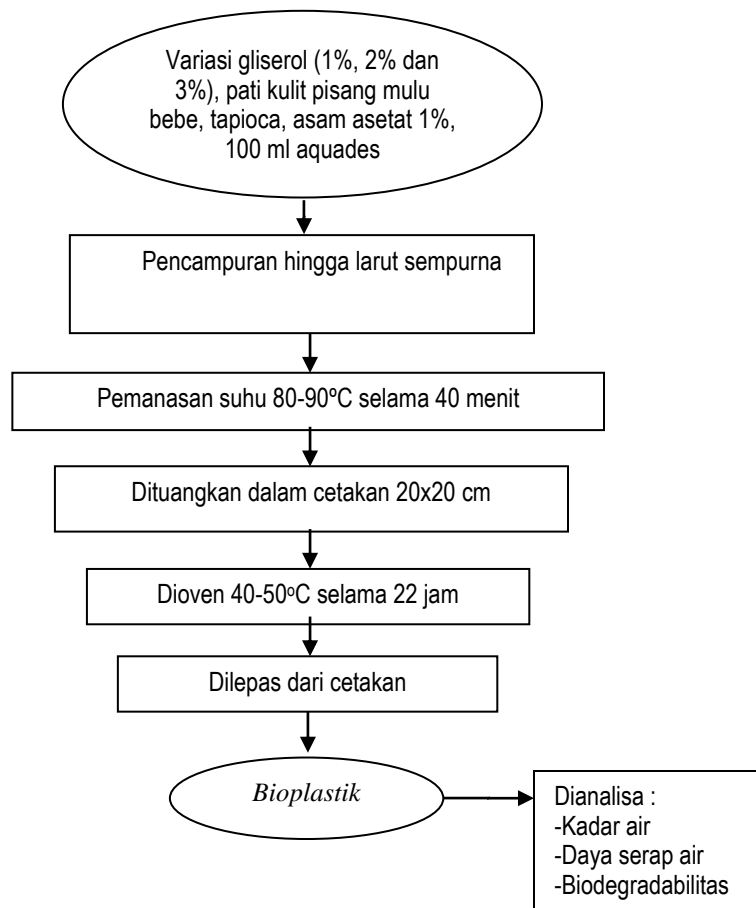 Variasi gliserol (1%, 2% dan
3%), pati kulit pisang mulu
bebe, tapioca, asam asetat 1%,
100 ml aquades
Pencampuran hingga larut sempurna
Pemanasan suhu 80-90ºC selama 40 menit
Dituangkan dalam cetakan 20x20 cm
Dioven 40-50ºC selama 22 jam
Dilepas dari cetakan
Bioplastik
Dianalisa :
-Kadar air
-Daya serap air
-Biodegradabilitas